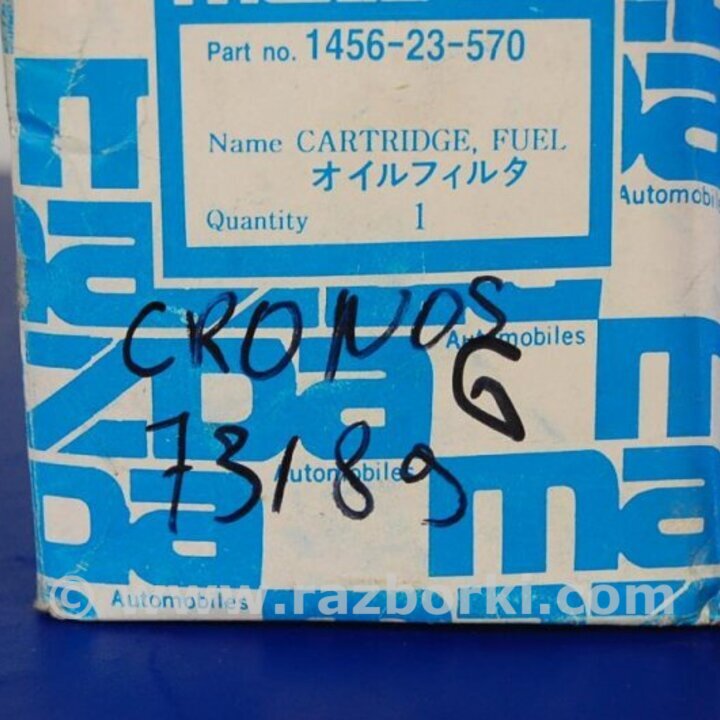 Part no. 1456-23-570
Name CARTRIDGE, FUEL
オイルフィルタ
Quantity 1
Automobi
CRONOS
G
Automobiles
73189
Automobiles
© www.razborki.com
Automobiles